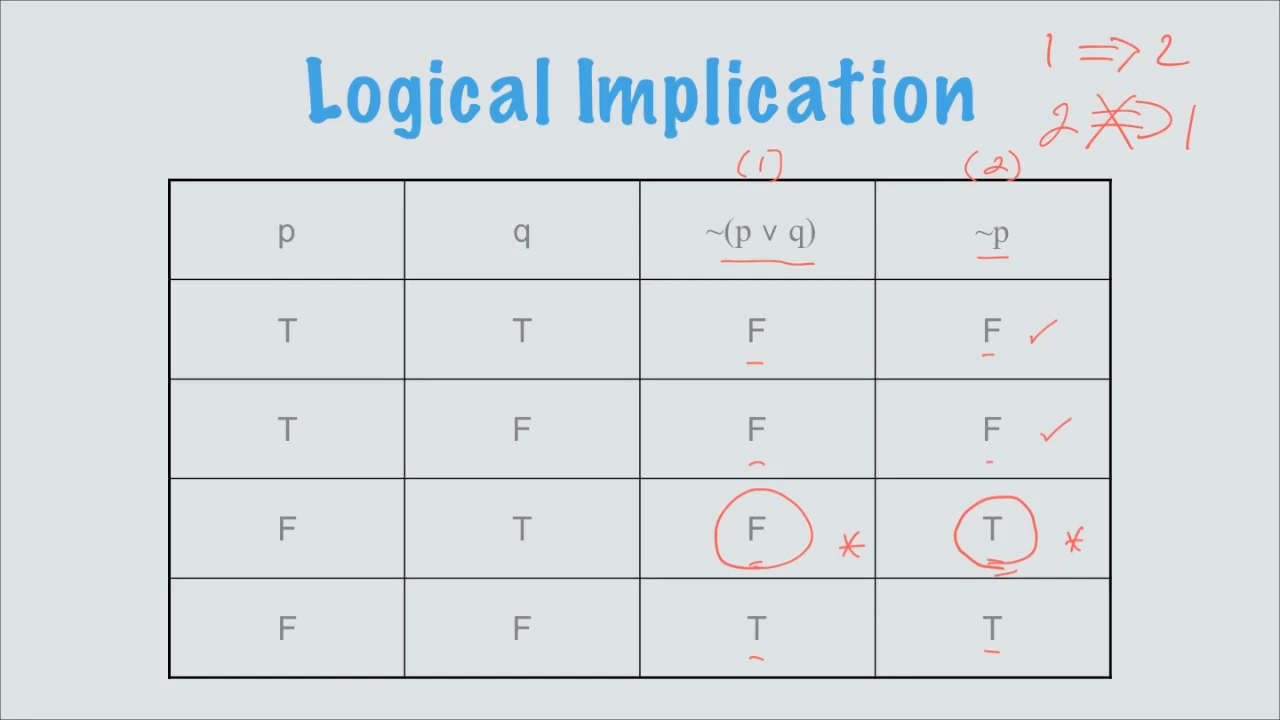 1 ⇒ 2
Logical Implication
2 ⇏ 1
(1) (2)
p q ~(p ∨ q) ~p
T T F F ✓
T F F F ✓
F T F * T *
F F T T